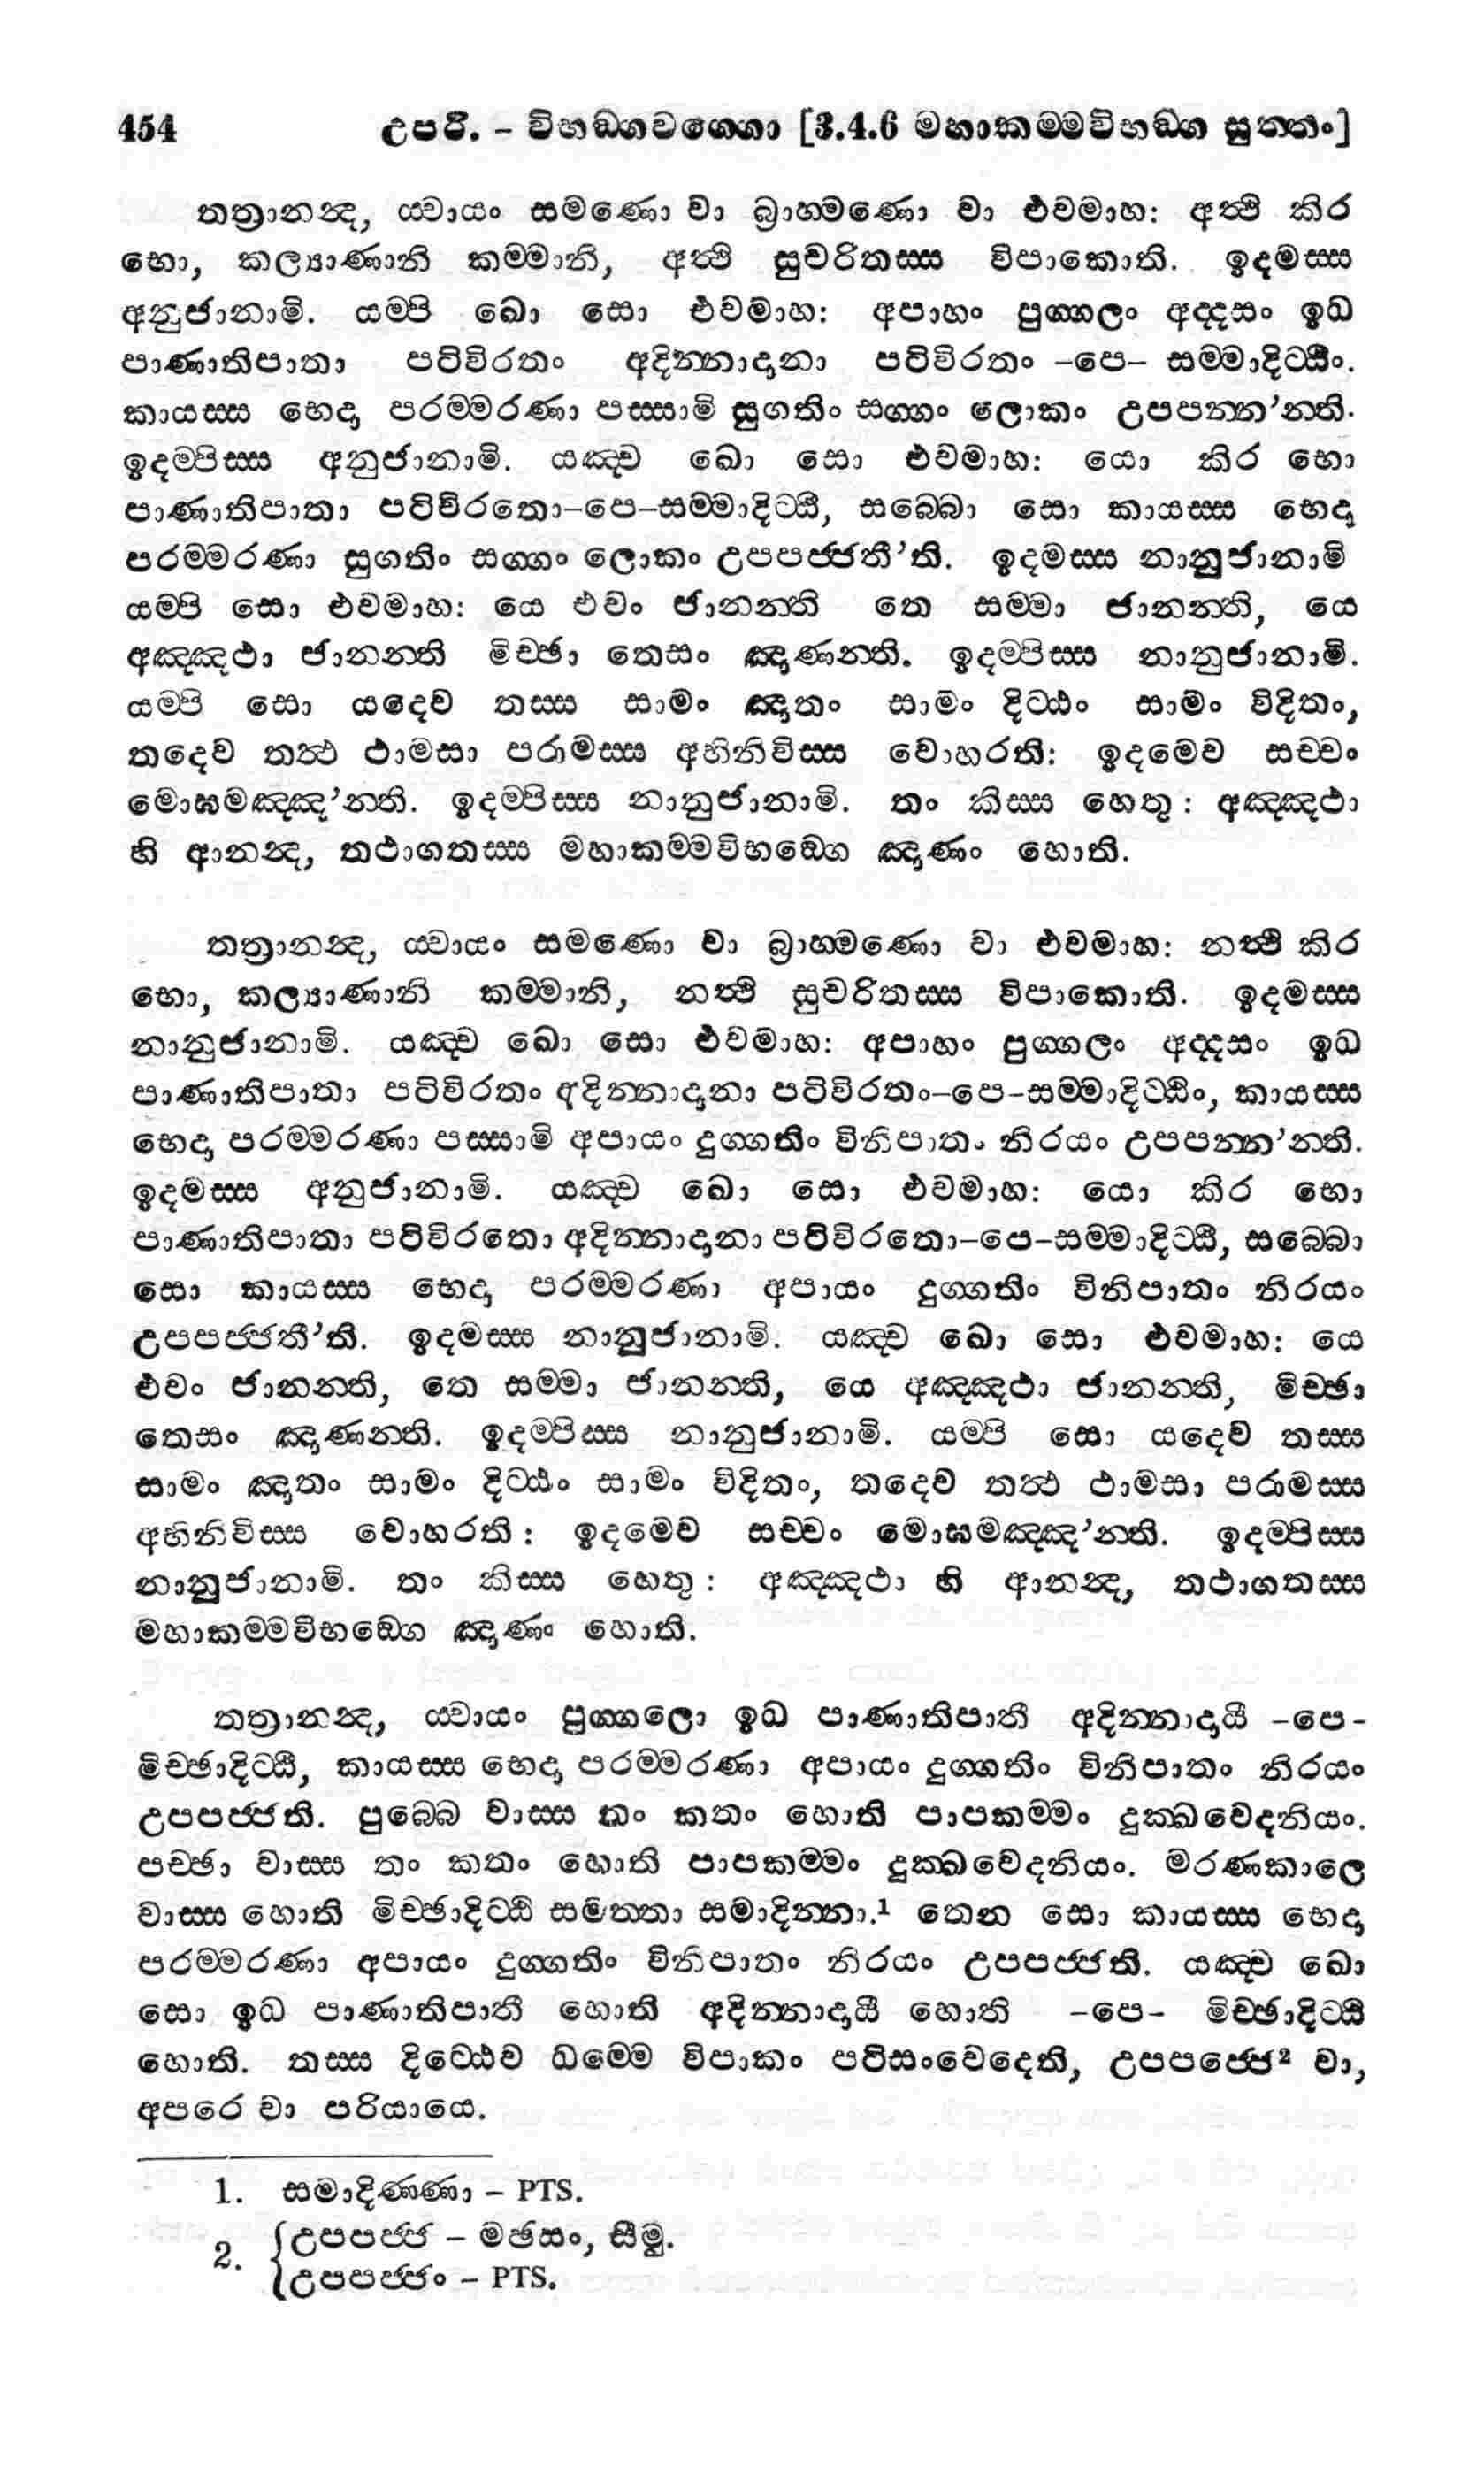 454 උපරි. – විභඞ්ගවග්ගො [3.4.6 මහාකම්මවිභඞ්ග සුත්තං]
තත්‍රානන්‍ද, ය්වායං සමණො වා බ්‍රාහ්මණො වා එවමාහ: අත්‍ථි කිර
භො, කල්‍යාණානි කම්මානි, අත්‍ථි සුචරිතස්ස විපාකොති. ඉදමස්ස
අනුජානාමි. යම්පි ඛො සො එවමාහ: අපාහං පුග්ගලං අද්දසං ඉධ
පාණාතිපාතා පටිවිරතං අදින්නාදානා පටිවිරතං –පෙ– සම්මාදිට්ඨිං.
කායස්ස භෙදා පරම්මරණා පස්සාමි සුගතිං සග්ගං ලොකං උපපන්න’න්ති.
ඉදම්පිස්ස අනුජානාමි. යඤ්ච ඛො සො එවමාහ: යො කිර භො
පාණාතිපාතා පටිවිරතො–පෙ–සම්මාදිට්ඨී, සබ්බො සො කායස්ස භෙදා
පරම්මරණා සුගතිං සග්ගං ලොකං උපපජ්ජතී’ති. ඉදමස්ස නානුජානාමි
යම්පි සො එවමාහ: යෙ එවං ජානන්ති තෙ සම්මා ජානන්ති, යෙ
අඤ්ඤථා ජානන්ති මිච්ඡා තෙසං ඤාණන්ති. ඉදම්පිස්ස නානුජානාමි.
යම්පි සො යදෙව තස්ස සාමං ඤාතං සාමං දිට්ඨං සාමං විදිතං,
තදෙව තත්‍ථ ථාමසා පරාමස්ස අභිනිවිස්ස වොහරති: ඉදමෙව සච්චං
මොඝමඤ්ඤ’න්ති. ඉදම්පිස්ස නානුජානාමි. තං කිස්ස හෙතු: අඤ්ඤථා
හි ආනන්‍ද, තථාගතස්ස මහාකම්මවිභඞ්ගෙ ඤාණං හොති.
තත්‍රානන්‍ද, ය්වායං සමණො වා බ්‍රාහ්මණො වා එවමාහ: නත්‍ථි කිර
භො, කල්‍යාණානි කම්මානි, නත්‍ථි සුචරිතස්ස විපාකොති. ඉදමස්ස
නානුජානාමි. යඤ්ච ඛො සො එවමාහ: අපාහං පුග්ගලං අද්දසං ඉධ
පාණාතිපාතා පටිවිරතං අදින්නාදානා පටිවිරතං–පෙ–සම්මාදිට්ඨිං, කායස්ස
භෙදා පරම්මරණා පස්සාමි අපායං දුග්ගතිං විනිපාතං නිරයං උපපන්න’න්ති.
ඉදමස්ස අනුජානාමි. යඤ්ච ඛො සො එවමාහ: යො කිර භො
පාණාතිපාතා පටිවිරතො අදින්නාදානා පටිවිරතො–පෙ–සම්මාදිට්ඨී, සබ්බො
සො කායස්ස භෙදා පරම්මරණා අපායං දුග්ගතිං විනිපාතං නිරයං
උපපජ්ජතී’ති. ඉදමස්ස නානුජානාමි. යඤ්ච ඛො සො එවමාහ: යෙ
එවං ජානන්ති, තෙ සම්මා ජානන්ති, යෙ අඤ්ඤථා ජානන්ති, මිච්ඡා
තෙසං ඤාණන්ති. ඉදම්පිස්ස නානුජානාමි. යම්පි සො යදෙව තස්ස
සාමං ඤාතං සාමං දිට්ඨං සාමං විදිතං, තදෙව තත්‍ථ ථාමසා පරාමස්ස
අභිනිවිස්ස වොහරති: ඉදමෙව සච්චං මොඝමඤ්ඤ’න්ති. ඉදම්පිස්ස
නානුජානාමි. තං කිස්ස හෙතු: අඤ්ඤථා හි ආනන්‍ද, තථාගතස්ස
මහාකම්මවිභඞ්ගෙ ඤාණං හොති.
තත්‍රානන්‍ද, ය්වායං පුග්ගලො ඉධ පාණාතිපාතී අදින්නාදායී –පෙ–
මිච්ඡාදිට්ඨී, කායස්ස භෙදා පරම්මරණා අපායං දුග්ගතිං විනිපාතං නිරයං
උපපජ්ජති. පුබ්බෙ වාස්ස තං කතං හොති පාපකම්මං දුක්ඛවෙදනියං.
පච්ඡා වාස්ස තං කතං හොති පාපකම්මං දුක්ඛවෙදනියං. මරණකාලෙ
වාස්ස හොති මිච්ඡාදිට්ඨි සමත්තා සමාදින්නා.¹ තෙන සො කායස්ස භෙදා
පරම්මරණා අපායං දුග්ගතිං විනිපාතං නිරයං උපපජ්ජති. යඤ්ච ඛො
සො ඉධ පාණාතිපාතී හොති අදින්නාදායී හොති –පෙ– මිච්ඡාදිට්ඨී
හොති. තස්ස දිට්ඨෙව ධම්මෙ විපාකං පටිසංවෙදෙති, උපපජ්ජෙ² වා,
අපරෙ වා පරියායෙ.
1. සමාදිණ්ණා – PTS.
2. {උපපජ්ජ – මඡසං, සීමු.
{උපපජ්ජං – PTS.